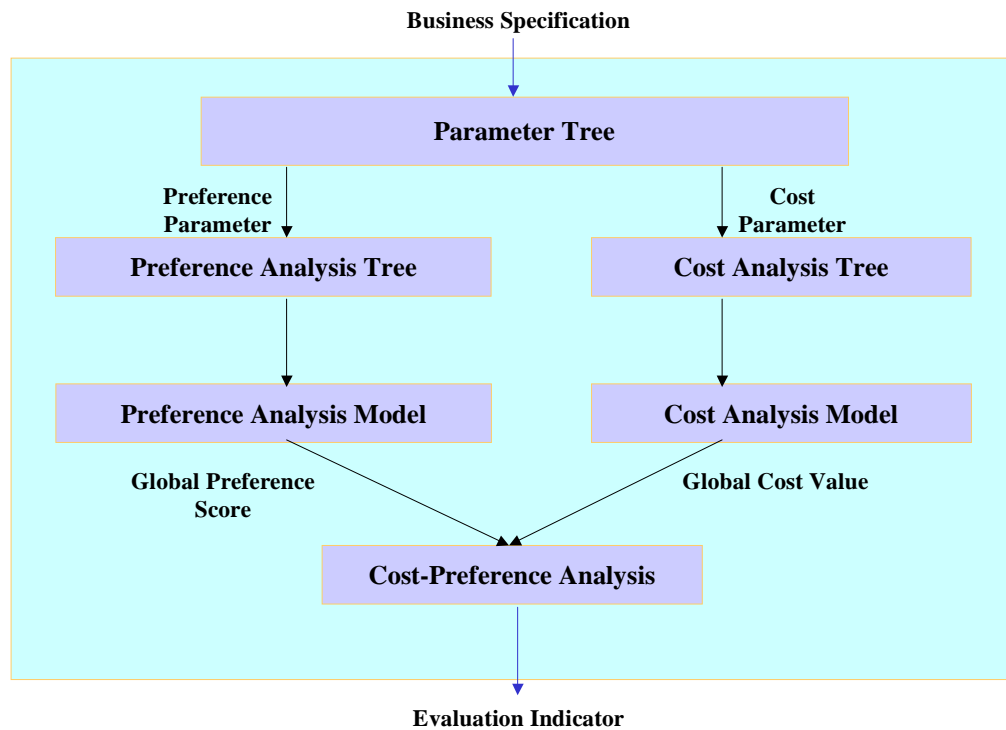 Business Specification
Parameter Tree
Preference
Parameter
Cost
Parameter
Preference Analysis Tree
Cost Analysis Tree
Preference Analysis Model
Cost Analysis Model
Global Preference
Score
Global Cost Value
Cost-Preference Analysis
Evaluation Indicator